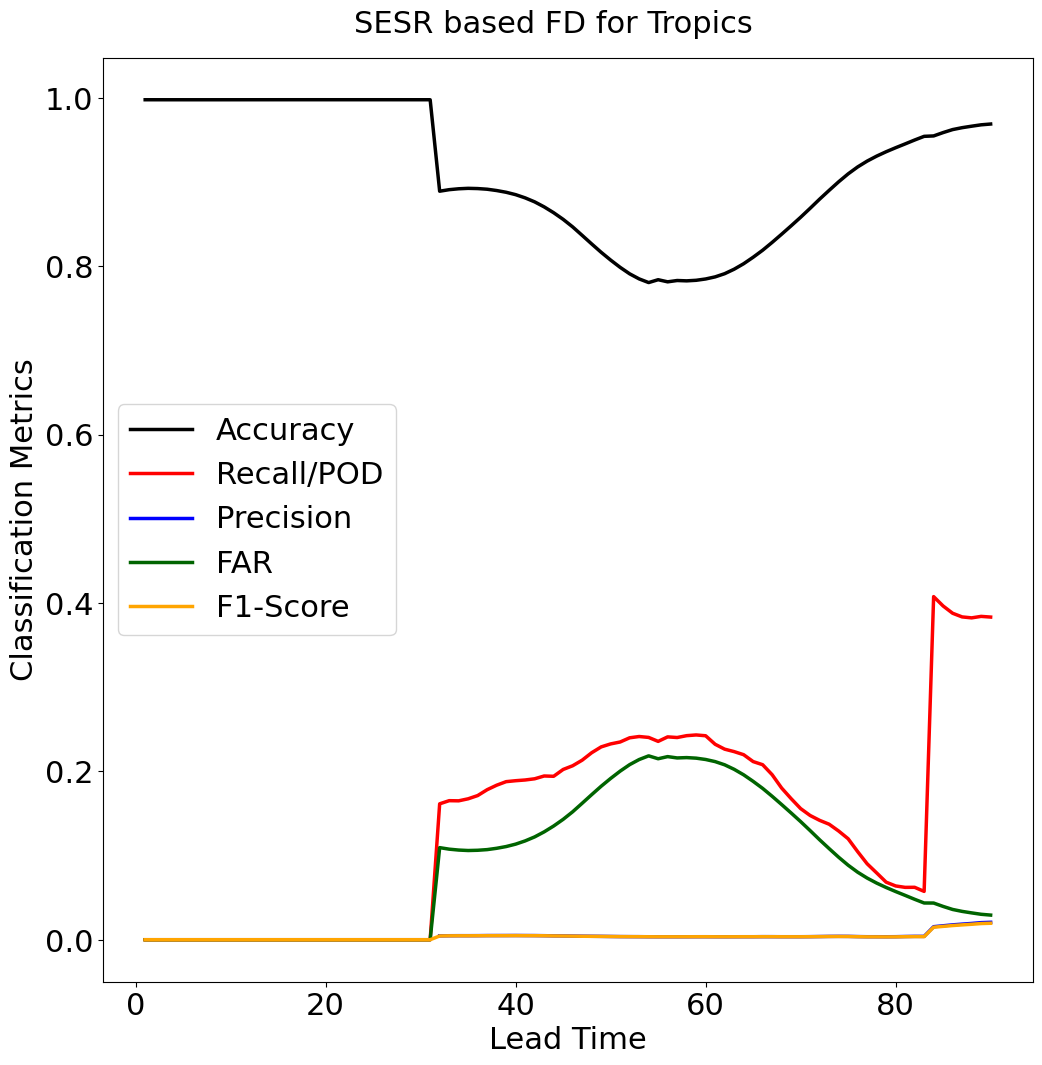 SESR based FD for Tropics
Classification Metrics
1.0
0.8
0.6
0.4
0.2
0.0
Accuracy
Recall/POD
Precision
FAR
F1-Score
0 20 40 60 80
Lead Time